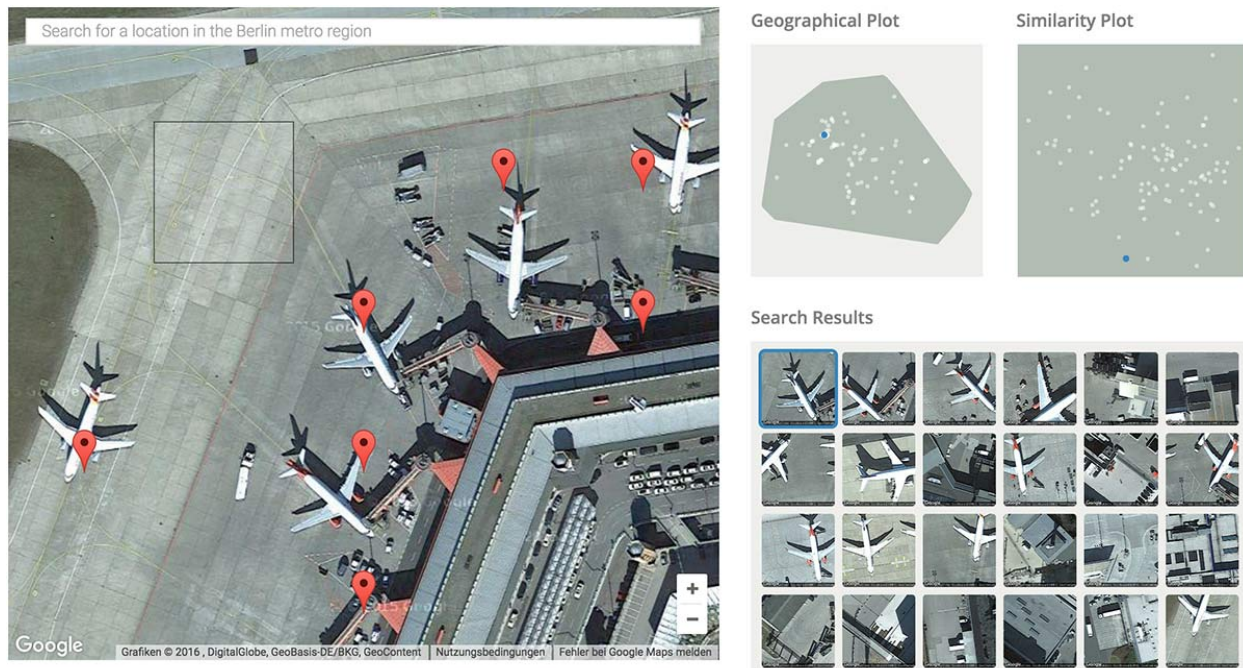 Search for a location in the Berlin metro region
Geographical Plot
Similarity Plot
Search Results
Google
Grafiken © 2016 , DigitalGlobe, GeoBasis-DE/BKG, GeoContent
Nutzungsbedingungen
Fehler bei Google Maps melden